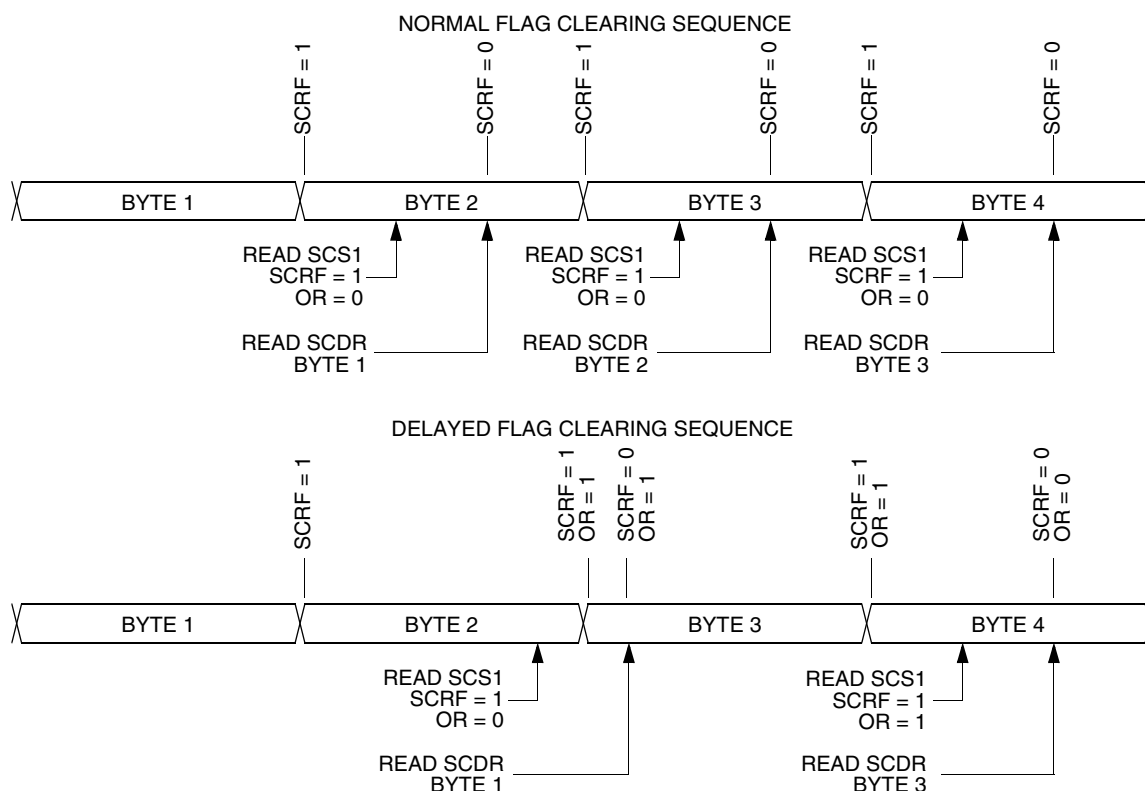 NORMAL FLAG CLEARING SEQUENCE
SCRF = 1
SCRF = 0
SCRF = 1
SCRF = 0
SCRF = 1
SCRF = 0
BYTE 1
BYTE 2
BYTE 3
BYTE 4
READ SCS1
SCRF = 1
OR = 0
READ SCS1
SCRF = 1
OR = 0
READ SCS1
SCRF = 1
OR = 0
READ SCDR
BYTE 1
READ SCDR
BYTE 2
READ SCDR
BYTE 3
DELAYED FLAG CLEARING SEQUENCE
SCRF = 1
SCRF = 1
OR = 1
SCRF = 0
OR = 1
SCRF = 1
OR = 1
SCRF = 0
OR = 0
BYTE 1
BYTE 2
BYTE 3
BYTE 4
READ SCS1
SCRF = 1
OR = 0
READ SCS1
SCRF = 1
OR = 1
READ SCDR
BYTE 1
READ SCDR
BYTE 3